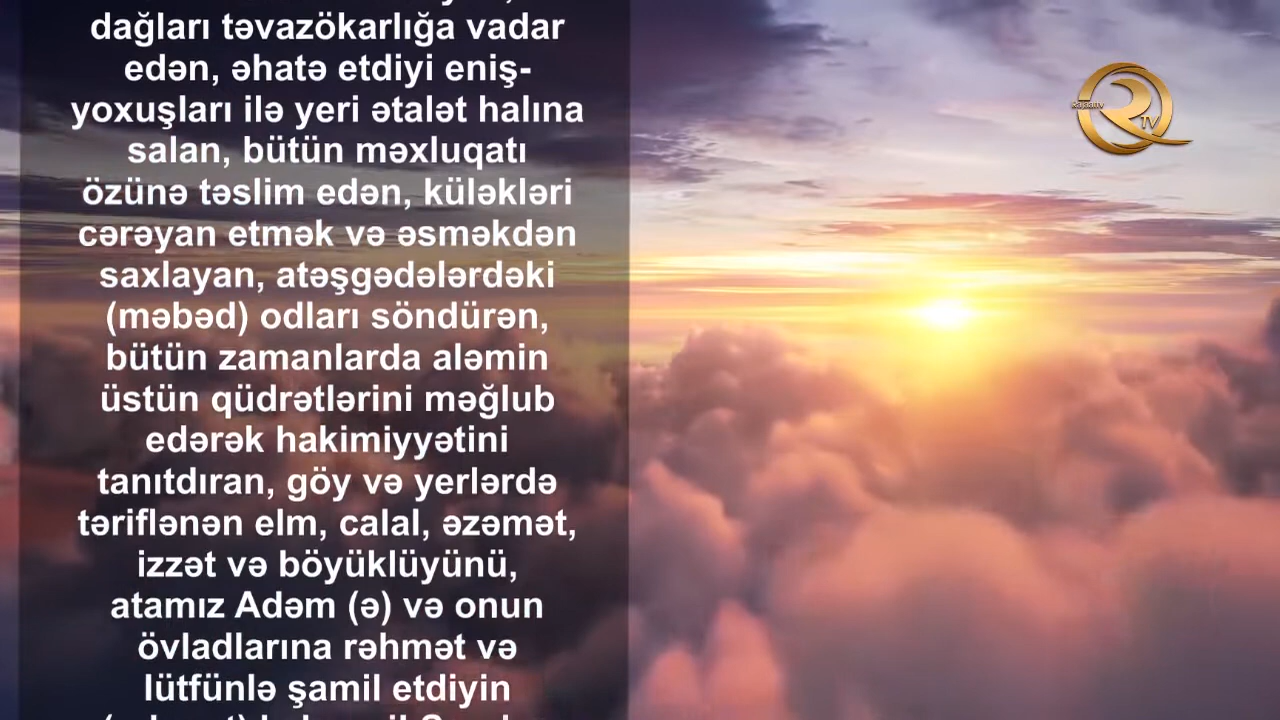 dağları təvazökarlığa vadar
edən, əhatə etdiyi eniş-
yoxuşları ilə yeri ətalət halına
salan, bütün məxluqatı
özünə təslim edən, küləkləri
cərəyan etmək və əsməkdən
saxlayan, atəşgədələrdəki
(məbəd) odları söndürən,
bütün zamanlarda aləmin
üstün qüdrətlərini məğlub
edərək hakimiyyətini
tanıtdıran, göy və yerlərdə
təriflənən elm, calal, əzəmət,
izzət və böyüklüyünü,
atamız Adəm (ə) və onun
övladlarına rəhmət və
lütfünlə şamil etdiyin
R TV